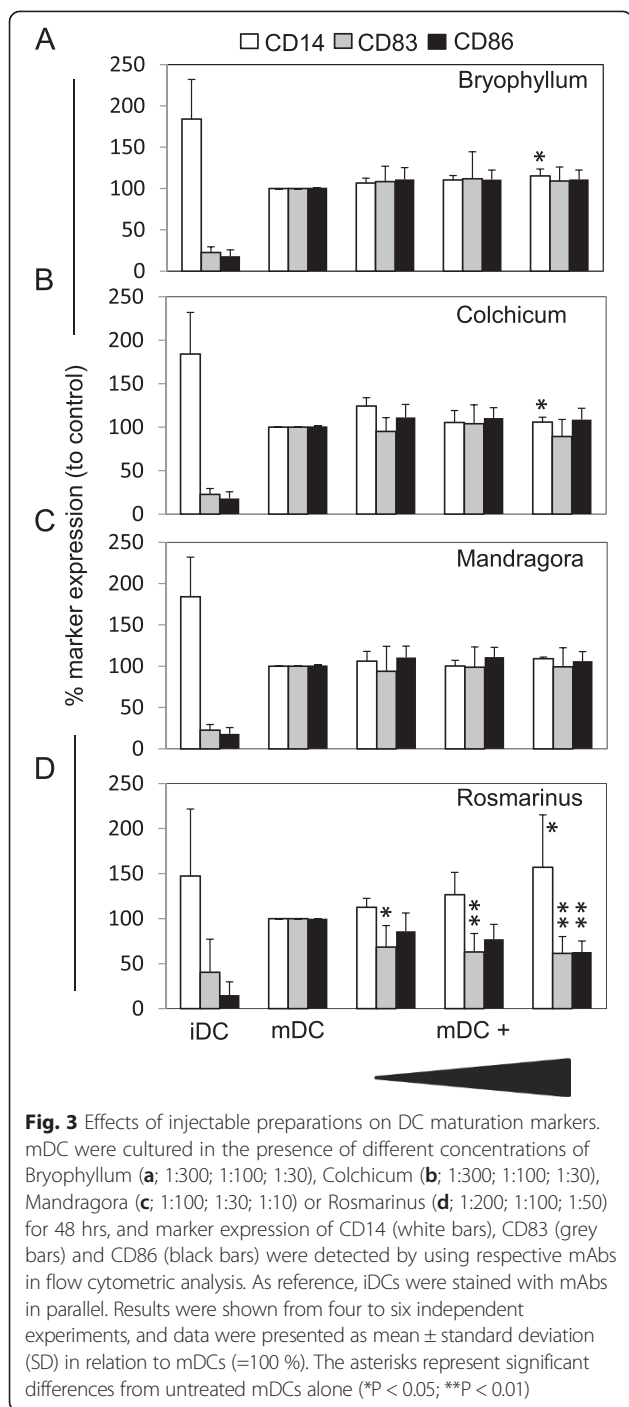 A
CD14 CD83 CD86
250
Bryophyllum
200
150
*
100
50
0
B
250
Colchicum
200
150
*
100
50
0
% marker expression (to control)
C
250
Mandragora
200
150
100
50
0
D
250
Rosmarinus
200
150
* ** * ** **
100
50
0
iDC mDC mDC +
Fig. 3 Effects of injectable preparations on DC maturation markers.
mDC were cultured in the presence of different concentrations of
Bryophyllum (a; 1:300; 1:100; 1:30), Colchicum (b; 1:300; 1:100; 1:30),
Mandragora (c; 1:100; 1:30; 1:10) or Rosmarinus (d; 1:200; 1:100; 1:50)
for 48 hrs, and marker expression of CD14 (white bars), CD83 (grey
bars) and CD86 (black bars) were detected by using respective mAbs
in flow cytometric analysis. As reference, iDCs were stained with mAbs
in parallel. Results were shown from four to six independent
experiments, and data were presented as mean ± standard deviation
(SD) in relation to mDCs (=100 %). The asterisks represent significant
differences from untreated mDCs alone (*P < 0.05; **P < 0.01)